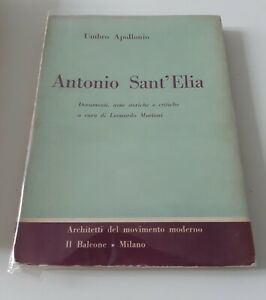 Umbro Apollonio
Antonio Sant'Elia
Documenti, note storiche e critiche
a cura di Leonardo Mariani
Architetti del movimento moderno
Il Balcone ★ Milano